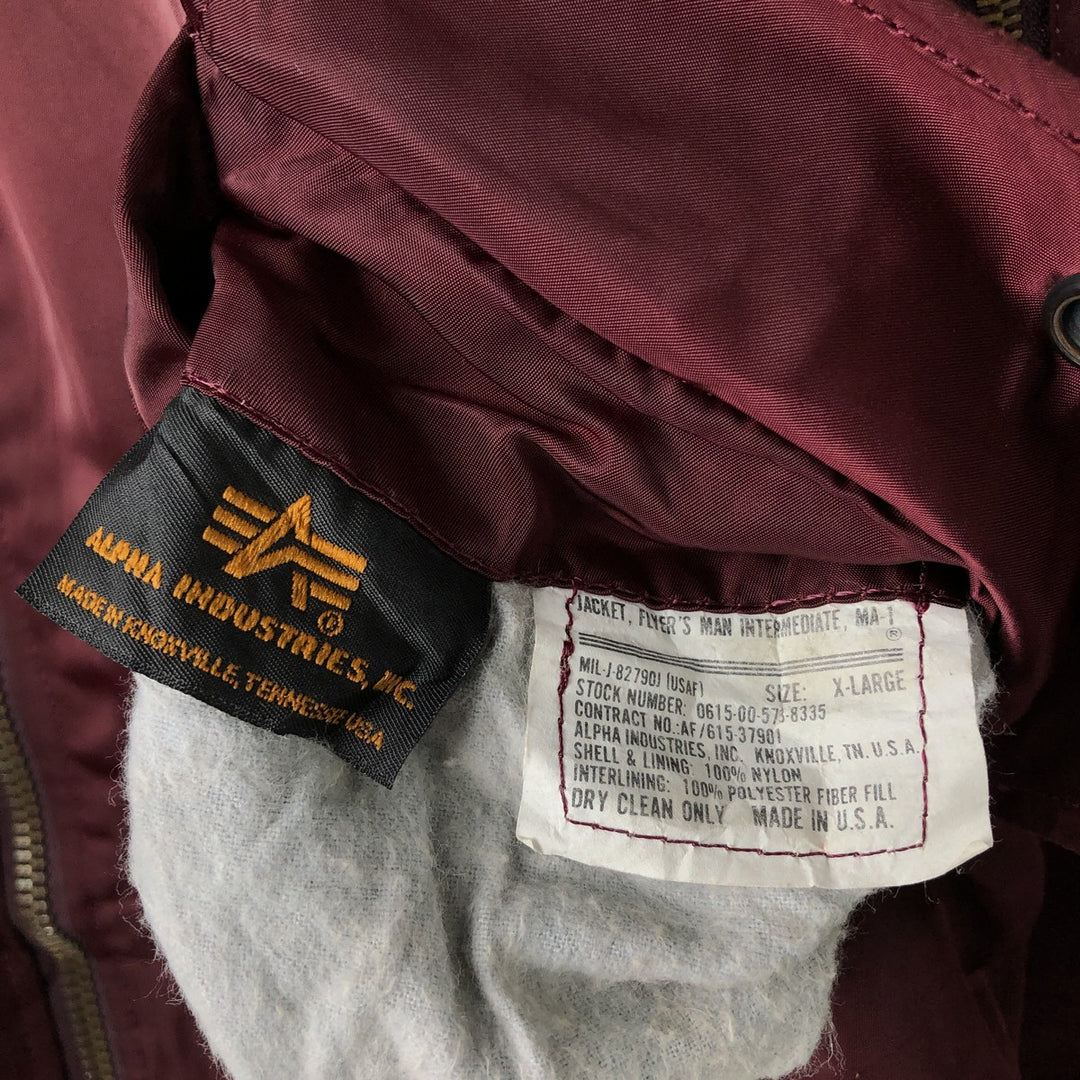 ALPHA INDUSTRIES, INC.
MADE IN KNOXVILLE, TENNESSEE USA
JACKET, FLYER'S MAN INTERMEDIATE, MA-1
®
MIL-J-82790J (USAF)
SIZE: X-LARGE
STOCK NUMBER: 0615-00-573-8335
CONTRACT NO.:AF/615-37901
ALPHA INDUSTRIES, INC. KNOXVILLE, TN. U.S.A.
SHELL & LINING: 100% NYLON
INTERLINING: 100% POLYESTER FIBER FILL
DRY CLEAN ONLY MADE IN U.S.A.